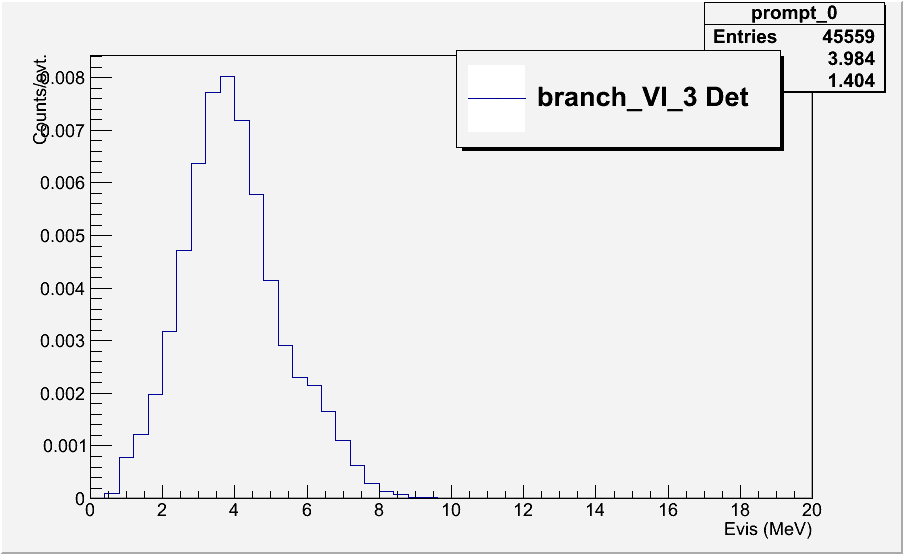 prompt_0
Entries 45559
3.984
1.404
branch_VI_3 Det
Counts/evt.
0.008
0.007
0.006
0.005
0.004
0.003
0.002
0.001
0
0 2 4 6 8 10 12 14 16 18 20
Evis (MeV)